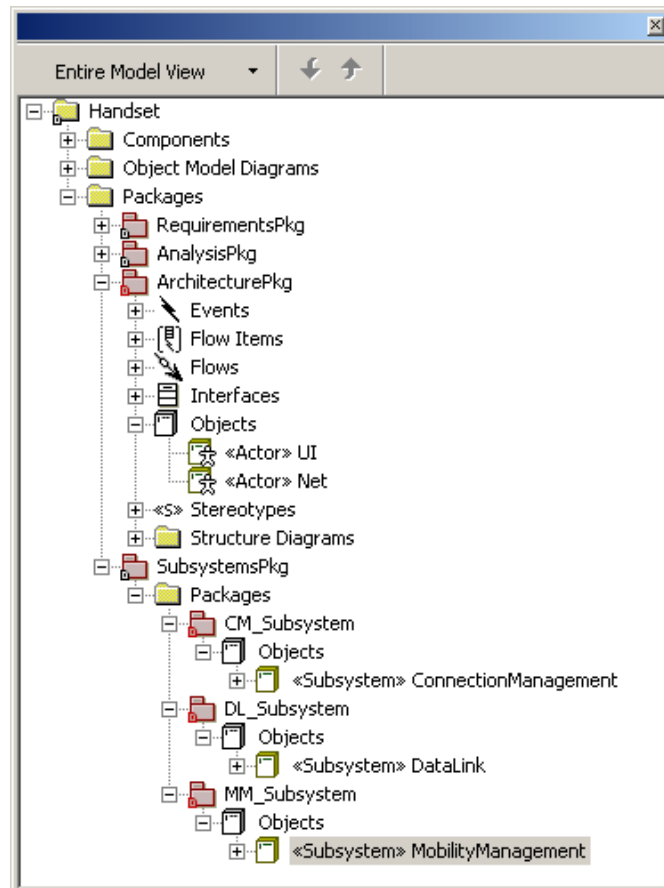 Entire Model View
Handset
Components
Object Model Diagrams
Packages
RequirementsPkg
AnalysisPkg
ArchitecturePkg
Events
Flow Items
Flows
Interfaces
Objects
«Actor» UI
«Actor» Net
«S» Stereotypes
Structure Diagrams
SubsystemsPkg
Packages
CM_Subsystem
Objects
«Subsystem» ConnectionManagement
DL_Subsystem
Objects
«Subsystem» DataLink
MM_Subsystem
Objects
«Subsystem» MobilityManagement